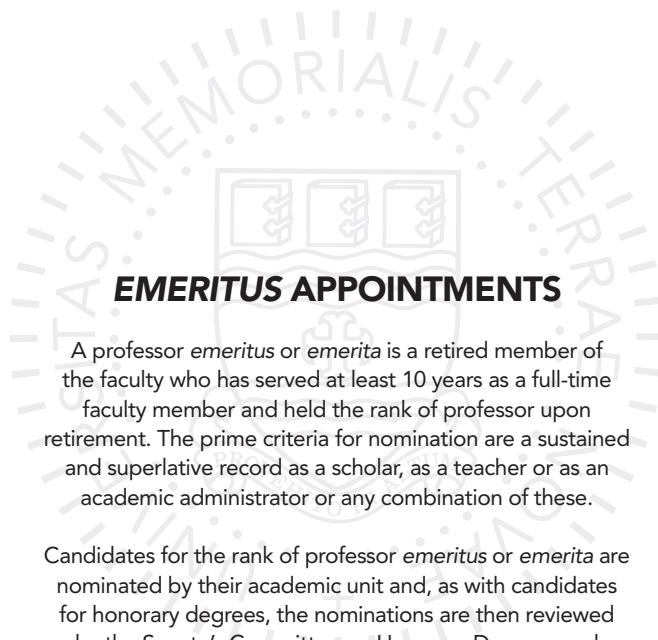 EMERITUS APPOINTMENTS
A professor emeritus or emerita is a retired member of
the faculty who has served at least 10 years as a full-time
faculty member and held the rank of professor upon
retirement. The prime criteria for nomination are a sustained
and superlative record as a scholar, as a teacher or as an
academic administrator or any combination of these.
Candidates for the rank of professor emeritus or emerita are
nominated by their academic unit and, as with candidates
for honorary degrees, the nominations are then reviewed
MEMORIALIS TERRAE NOVAE UNIVERSITAS